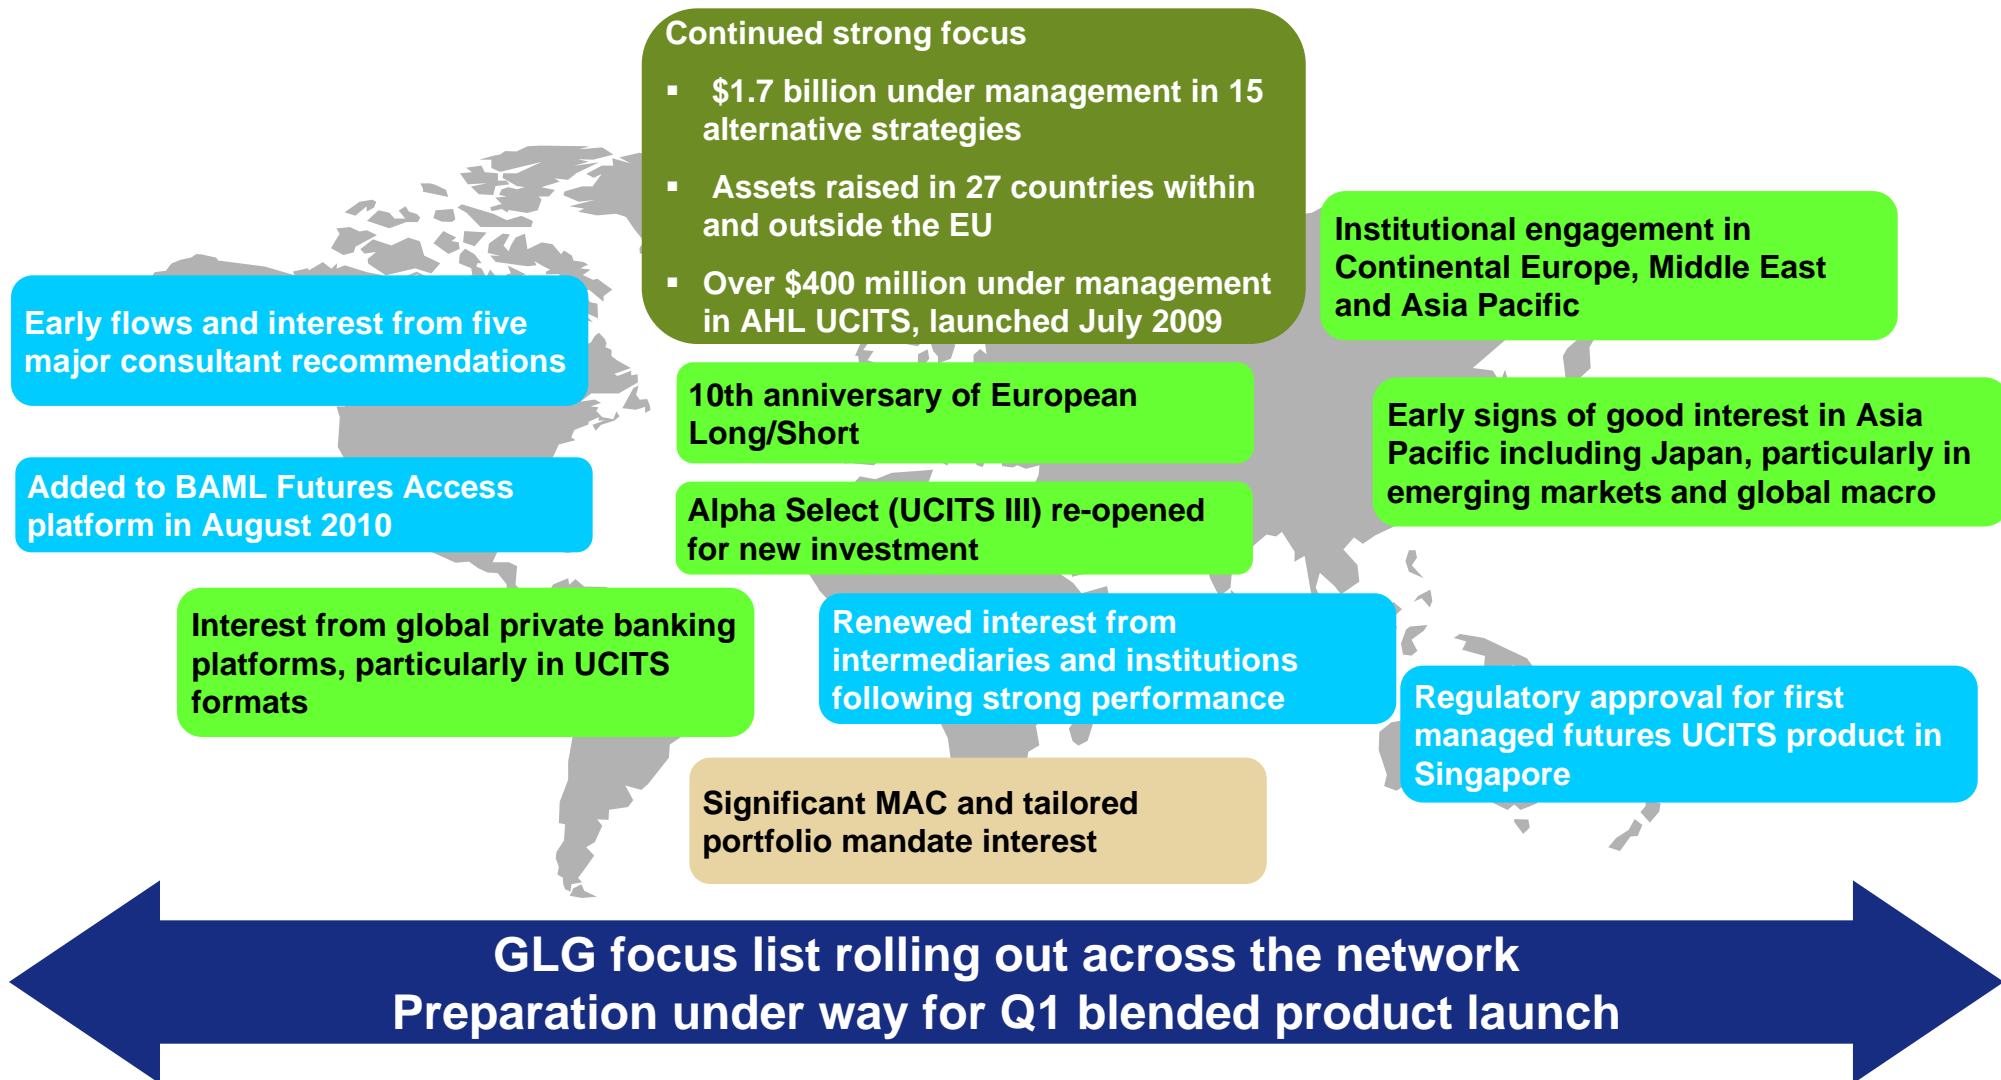 Continued strong focus
▪ $1.7 billion under management in 15
alternative strategies
▪ Assets raised in 27 countries within
and outside the EU
▪ Over $400 million under management
in AHL UCITS, launched July 2009
Institutional engagement in
Continental Europe, Middle East
and Asia Pacific
Early flows and interest from five
major consultant recommendations
10th anniversary of European
Long/Short
Early signs of good interest in Asia
Pacific including Japan, particularly in
emerging markets and global macro
Added to BAML Futures Access
platform in August 2010
Alpha Select (UCITS III) re-opened
for new investment
Interest from global private banking
platforms, particularly in UCITS
formats
Renewed interest from
intermediaries and institutions
following strong performance
Regulatory approval for first
managed futures UCITS product in
Singapore
Significant MAC and tailored
portfolio mandate interest
GLG focus list rolling out across the network
Preparation under way for Q1 blended product launch